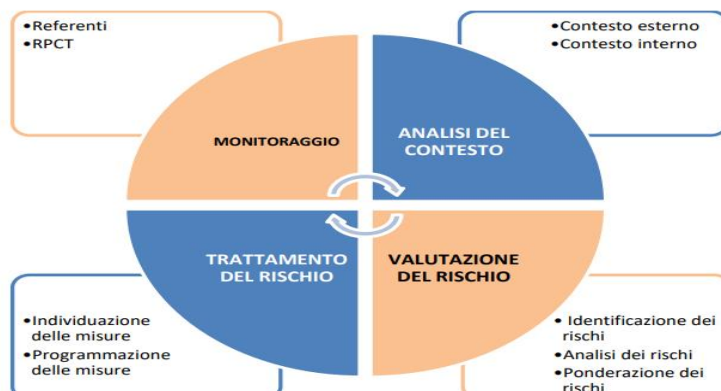 •Referenti
•RPCT
•Contesto esterno
•Contesto interno
MONITORAGGIO
ANALISI DEL
CONTESTO
TRATTAMENTO
DEL RISCHIO
VALUTAZIONE
DEL RISCHIO
•Individuazione
delle misure
•Programmazione
delle misure
• Identificazione dei
rischi
•Analisi dei rischi
•Ponderazione dei
rischi